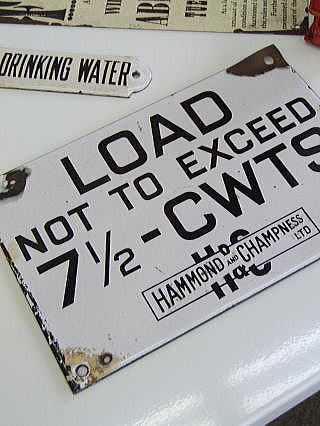 DRINKING WATER
LOAD
NOT TO EXCEED
7½-CWTS
H&C
HAMMOND AND CHAMPNESS LTD